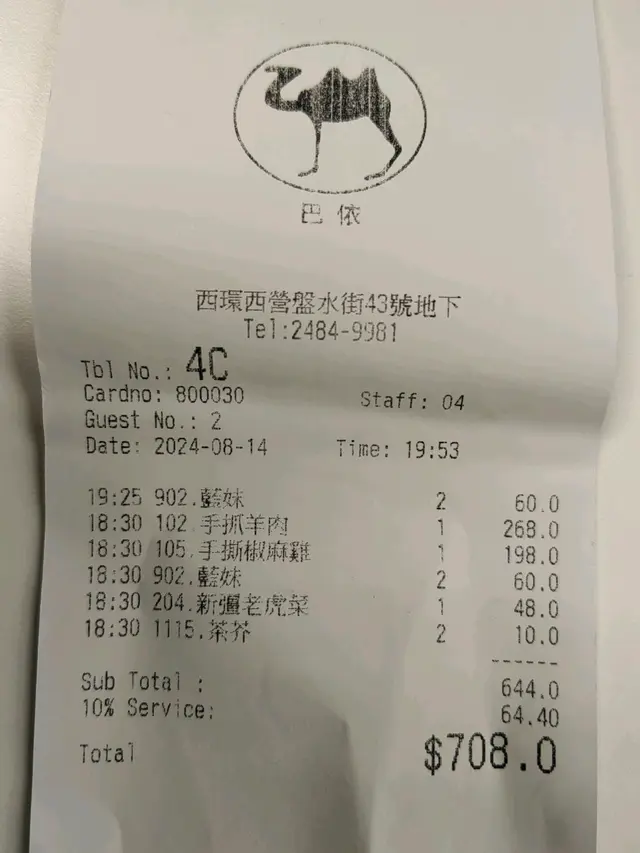 巴依
西環西營盤水街43號地下
Tel:2484-9981
Tbl No.: 4C
Cardno: 800030 Staff: 04
Guest No.: 2
Date: 2024-08-14 Time: 19:53
19:25 902.藍妹 2 60.0
18:30 102.手抓羊肉 1 268.0
18:30 105.手撕椒麻雞 1 198.0
18:30 902.藍妹 2 60.0
18:30 204.新彊老虎菜 1 48.0
18:30 1115.茶芥 2 10.0
------
Sub Total : 644.0
10% Service: 64.40
Total $708.0